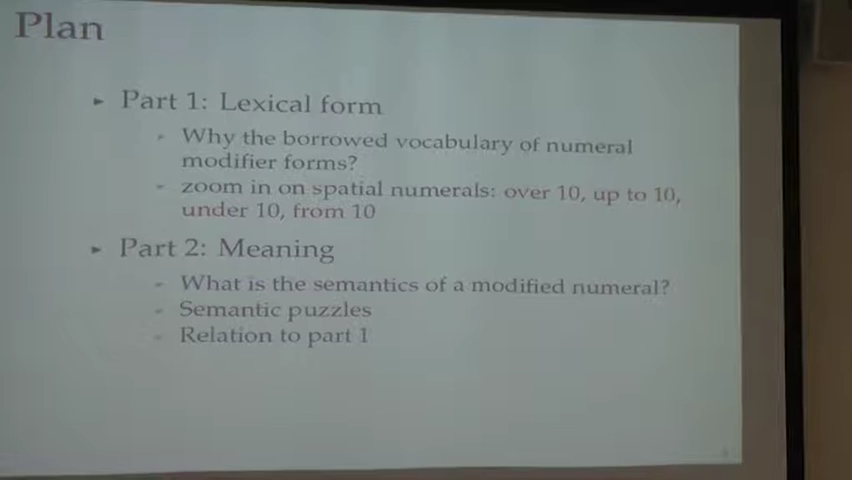 Plan
Part 1: Lexical form
Why the borrowed vocabulary of numeral
modifier forms?
zoom in on spatial numerals: over 10, up to 10,
under 10, from 10
Part 2: Meaning
What is the semantics of a modified numeral?
Semantic puzzles
Relation to part 1